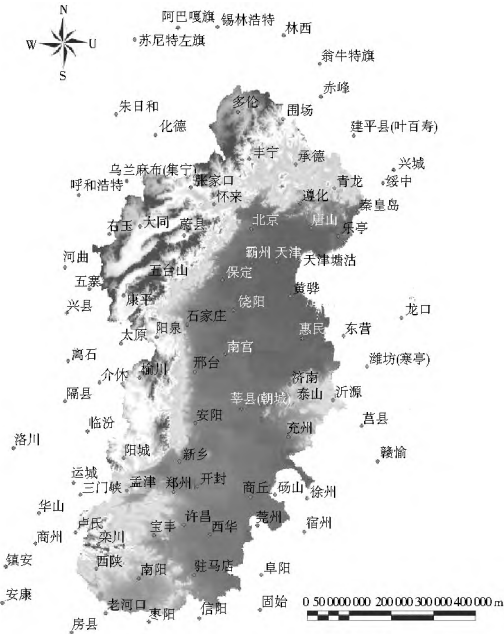 N
W
U
S
阿巴嘎旗
锡林浩特
林西
苏尼特左旗
翁牛特旗
赤峰
多伦
围场
朱日和
化德
建平县(叶百寿)
丰宁
承德
兴城
乌兰麻布(集宁)
张家口
青龙
绥中
呼和浩特
怀来
遵化
秦皇岛
右玉
大同
蔚县
北京
唐山
乐亭
霸州
天津
河曲
五台山
保定
天津塘沽
五寨
康平
黄骅
兴县
石家庄
饶阳
龙口
太原
阳泉
惠民
东营
南宫
离石
邢台
潍坊(寒亭)
介休
榆川
济南
隔县
泰山
沂源
莘县(朝城)
临汾
安阳
兖州
莒县
洛川
阳城
新乡
赣愉
运城
三门峡
孟津
郑州
开封
商丘
砀山
徐州
华山
许昌
菀州
商州
卢氏
栾川
宝丰
西华
宿州
镇安
西陕
南阳
驻马店
阜阳
安康
老河口
枣阳
信阳
固始
房县
0 50 000 000 200 000 300 000 400 000 m